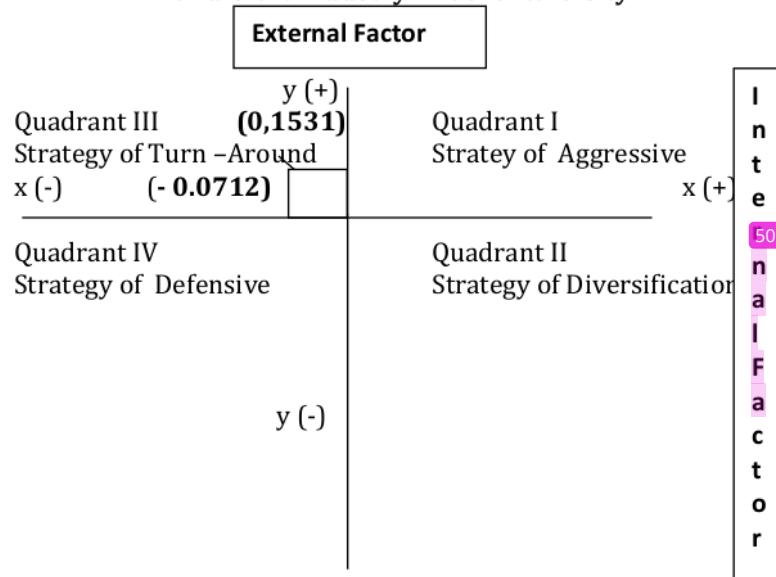 External Factor
y (+)
Quadrant III (0,1531)
Strategy of Turn –Around
x (-) (- 0.0712)
Quadrant I
Stratey of Aggressive
x (+)
Quadrant IV
Strategy of Defensive
Quadrant II
Strategy of Diversification
y (-)
I
n
t
e
50
n
a
l
F
a
c
t
o
r